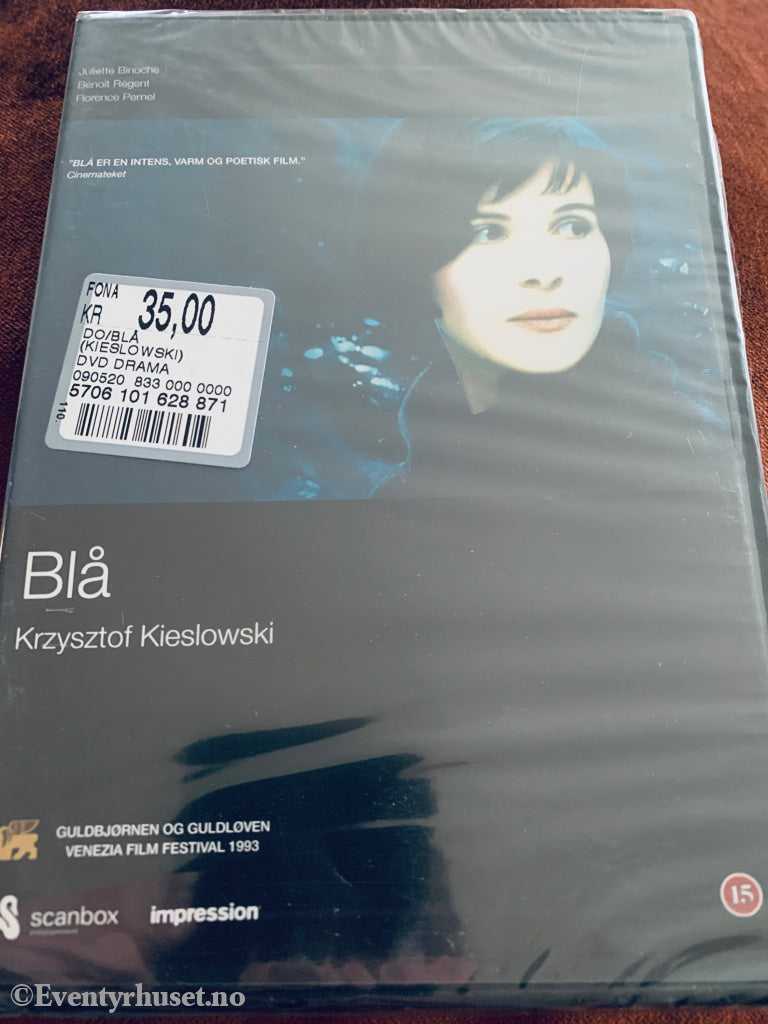 Juliette Binoche
Benoît Régent
Florence Pernel
"BLÅ ER EN INTENS, VARM OG POETISK FILM."
Cinemateket
FONA
KR 35,00
DO/BLÅ
(KIESLOWSKI)
DVD DRAMA
090520 833 000 0000
5706 101 628 871
110.
Blå
Krzysztof Kieslowski
GULDBJØRNEN OG GULDLØVEN
VENEZIA FILM FESTIVAL 1993
scanbox
entertainment
impression
15
©Eventyrhuset.no